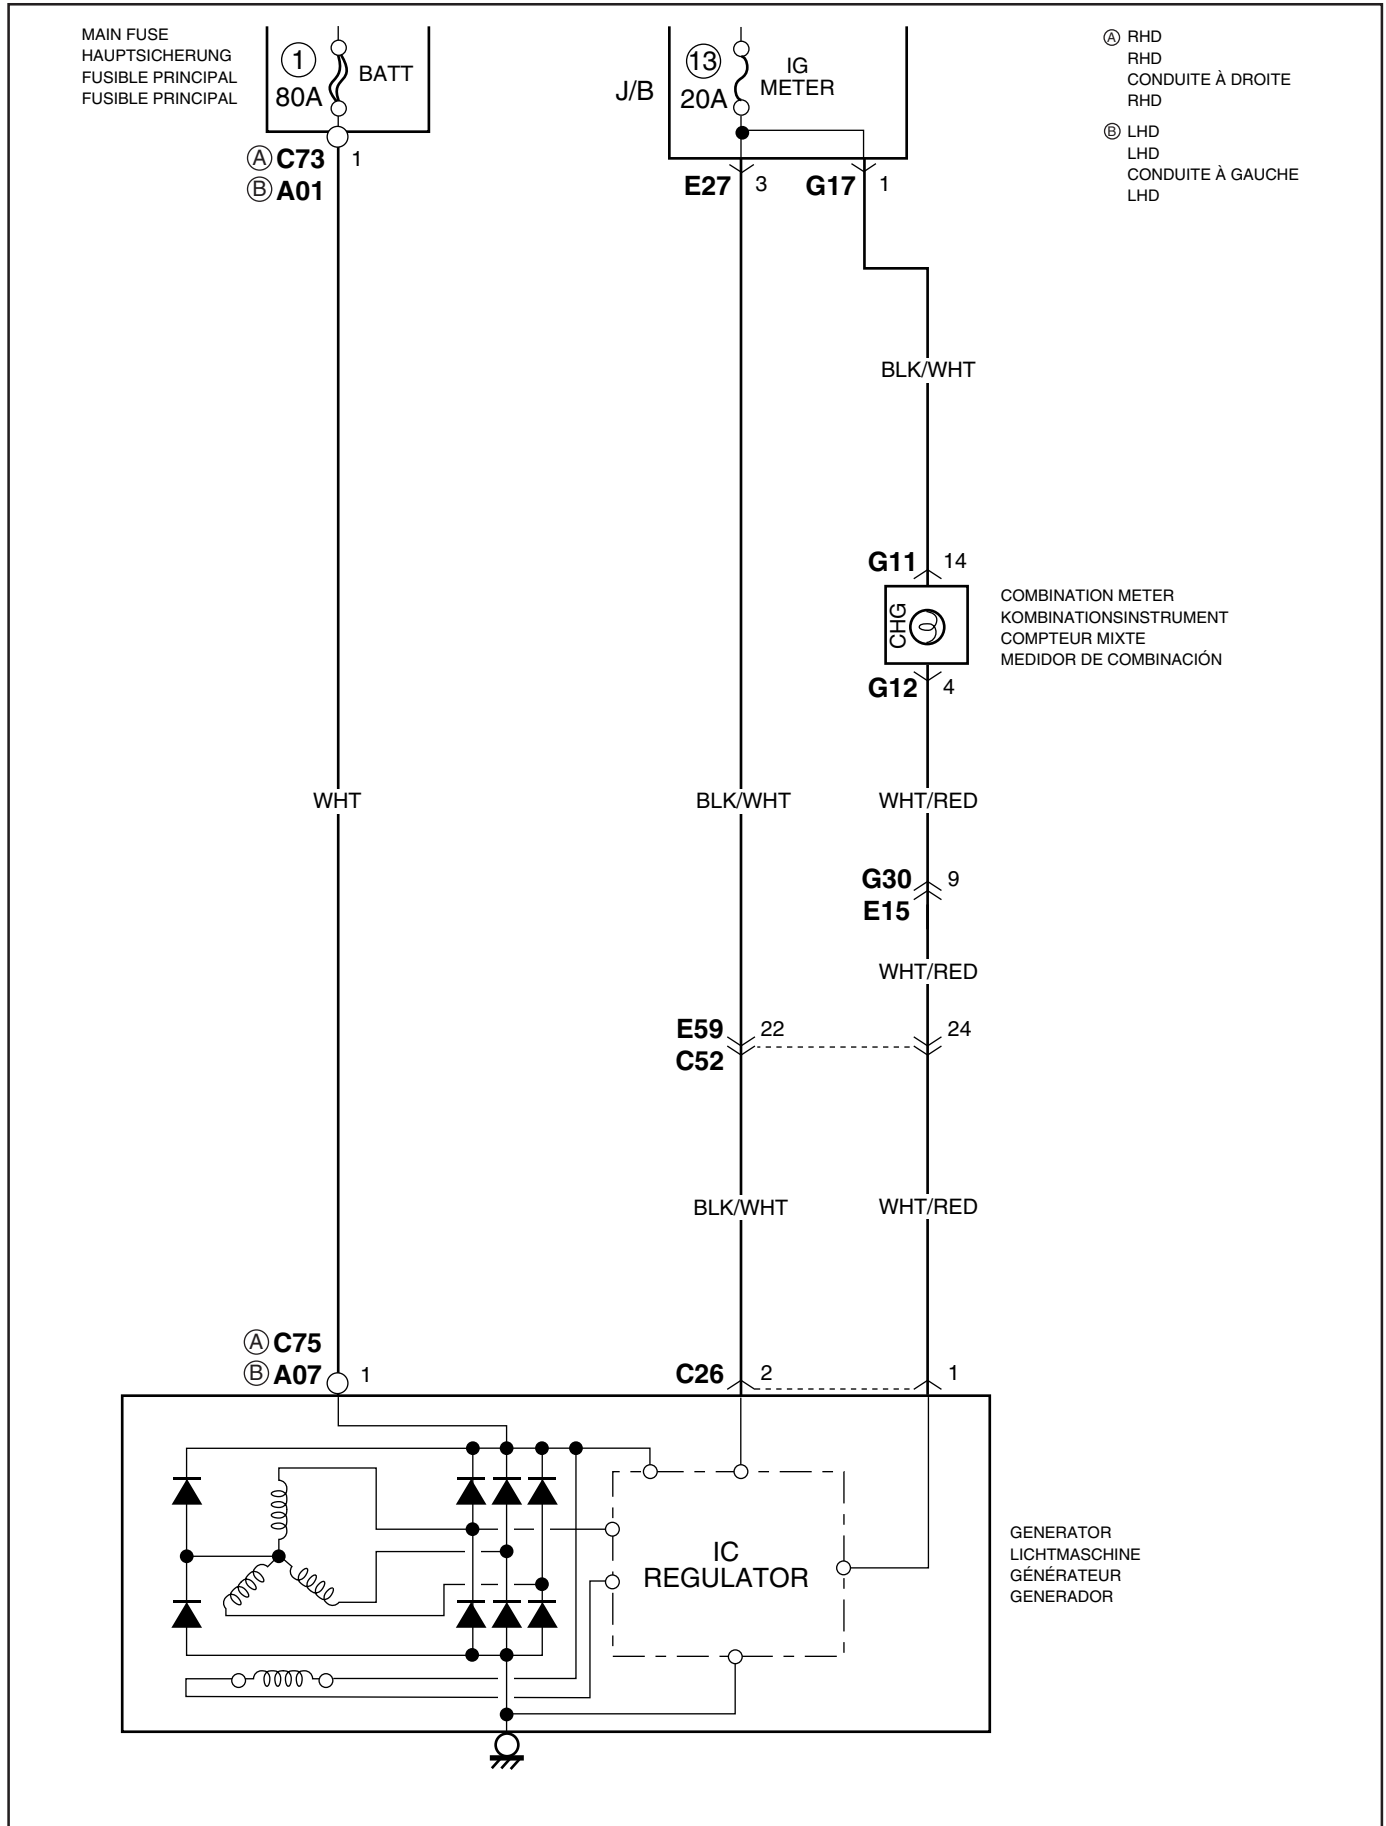 MAIN FUSE
HAUPTSICHERUNG
FUSIBLE PRINCIPAL
FUSIBLE PRINCIPAL
1
80A
BATT
J/B
13
20A
IG
METER
Ⓐ RHD
RHD
CONDUITE À DROITE
RHD
Ⓑ LHD
LHD
CONDUITE À GAUCHE
LHD
Ⓐ C73 1
Ⓑ A01
E27 3
G17 1
BLK/WHT
G11 14
CHG
COMBINATION METER
KOMBINATIONSINSTRUMENT
COMPTEUR MIXTE
MEDIDOR DE COMBINACIÓN
G12 4
WHT
BLK/WHT
WHT/RED
G30 9
E15
WHT/RED
E59 22 24
C52
BLK/WHT
WHT/RED
Ⓐ C75
Ⓑ A07 1
C26 2 1
IC
REGULATOR
GENERATOR
LICHTMASCHINE
GÉNÉRATEUR
GENERADOR